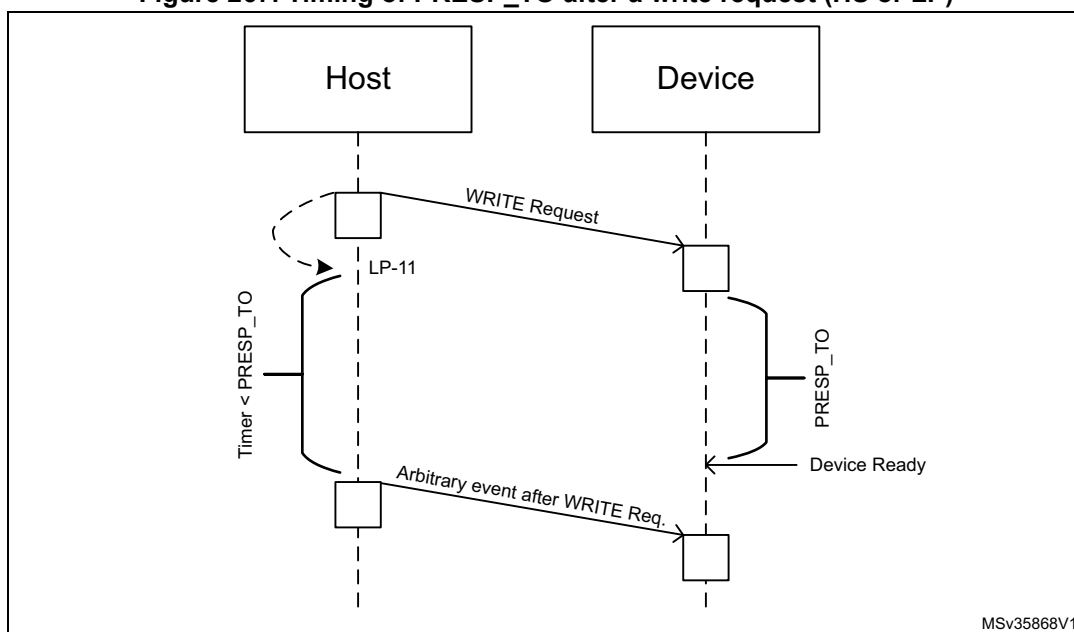 Host
Device
WRITE Request
LP-11
Timer < PRESP_TO
PRESP_TO
Device Ready
Arbitrary event after WRITE Req.
MSv35868V1